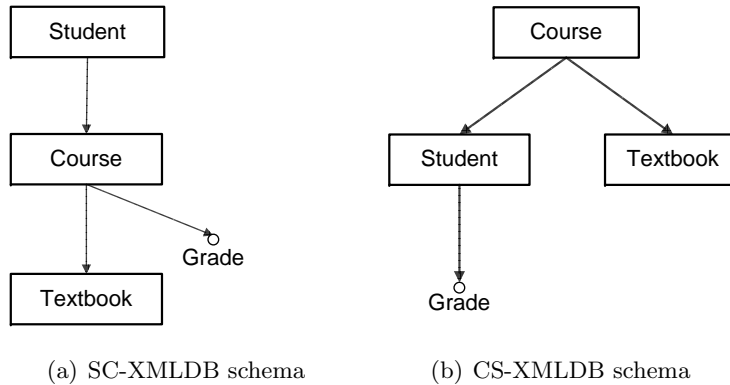 Student
Course
Grade
Textbook
(a) SC-XMLDB schema
Course
Student
Textbook
Grade
(b) CS-XMLDB schema